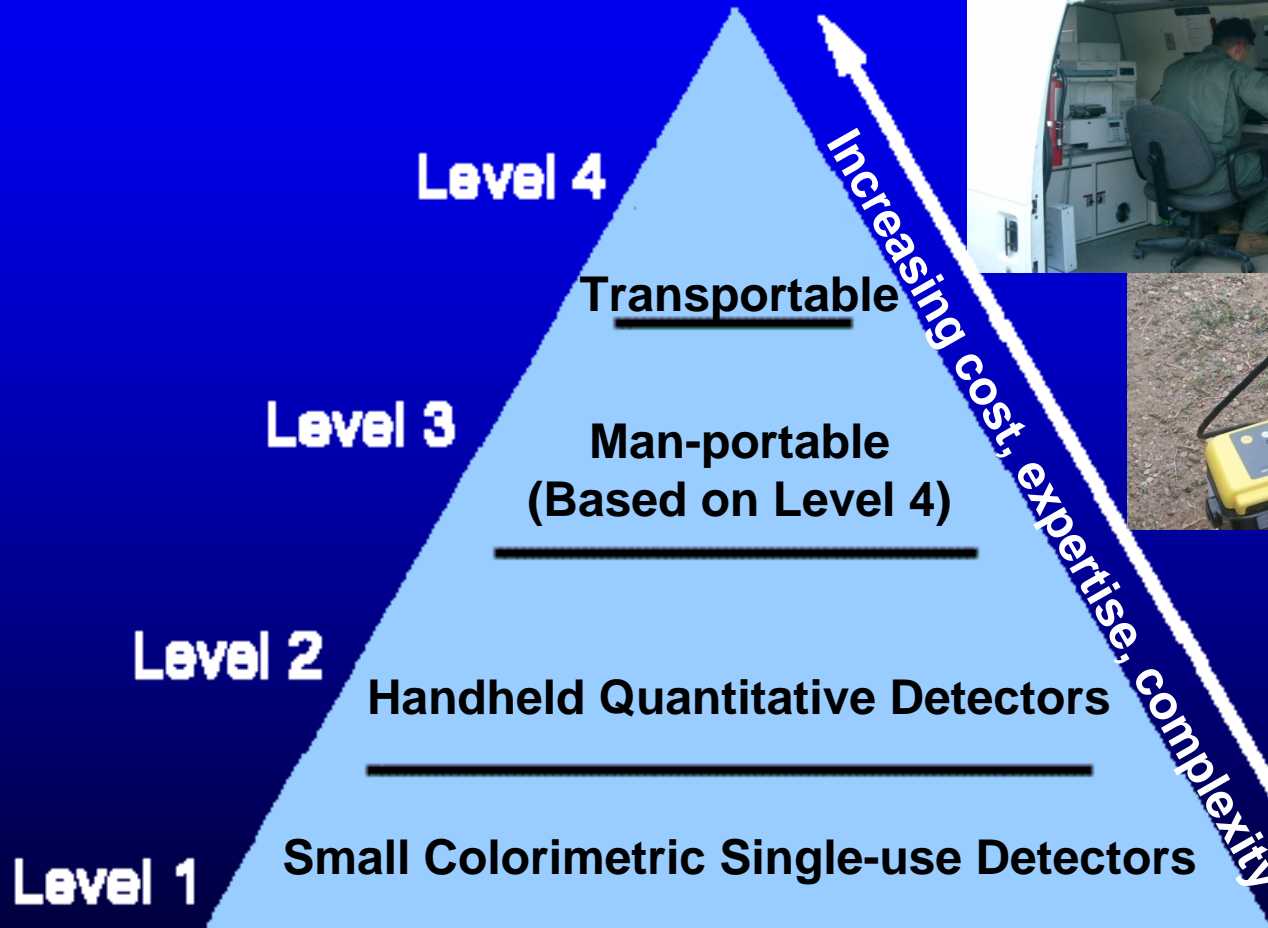 Level 4
Transportable
Level 3
Man-portable
(Based on Level 4)
Level 2
Handheld Quantitative Detectors
Level 1
Small Colorimetric Single-use Detectors
Increasing cost, expertise, complexity